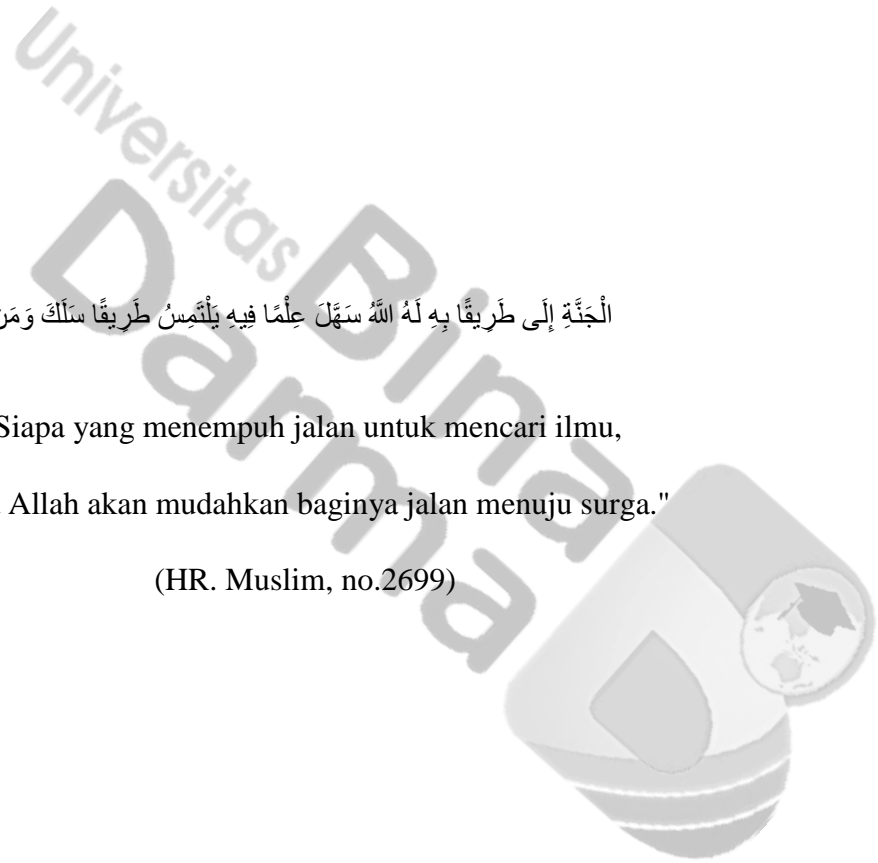 Universitas
Bina
Darma
الْجَنَّةِ إِلَى طَرِيقًا بِهِ لَهُ اللَّهُ سَهَّلَ عِلْمًا فِيهِ يَلْتَمِسُ طَرِيقًا سَلَكَ وَمَن
Siapa yang menempuh jalan untuk mencari ilmu,
Allah akan mudahkan baginya jalan menuju surga."
(HR. Muslim, no.2699)